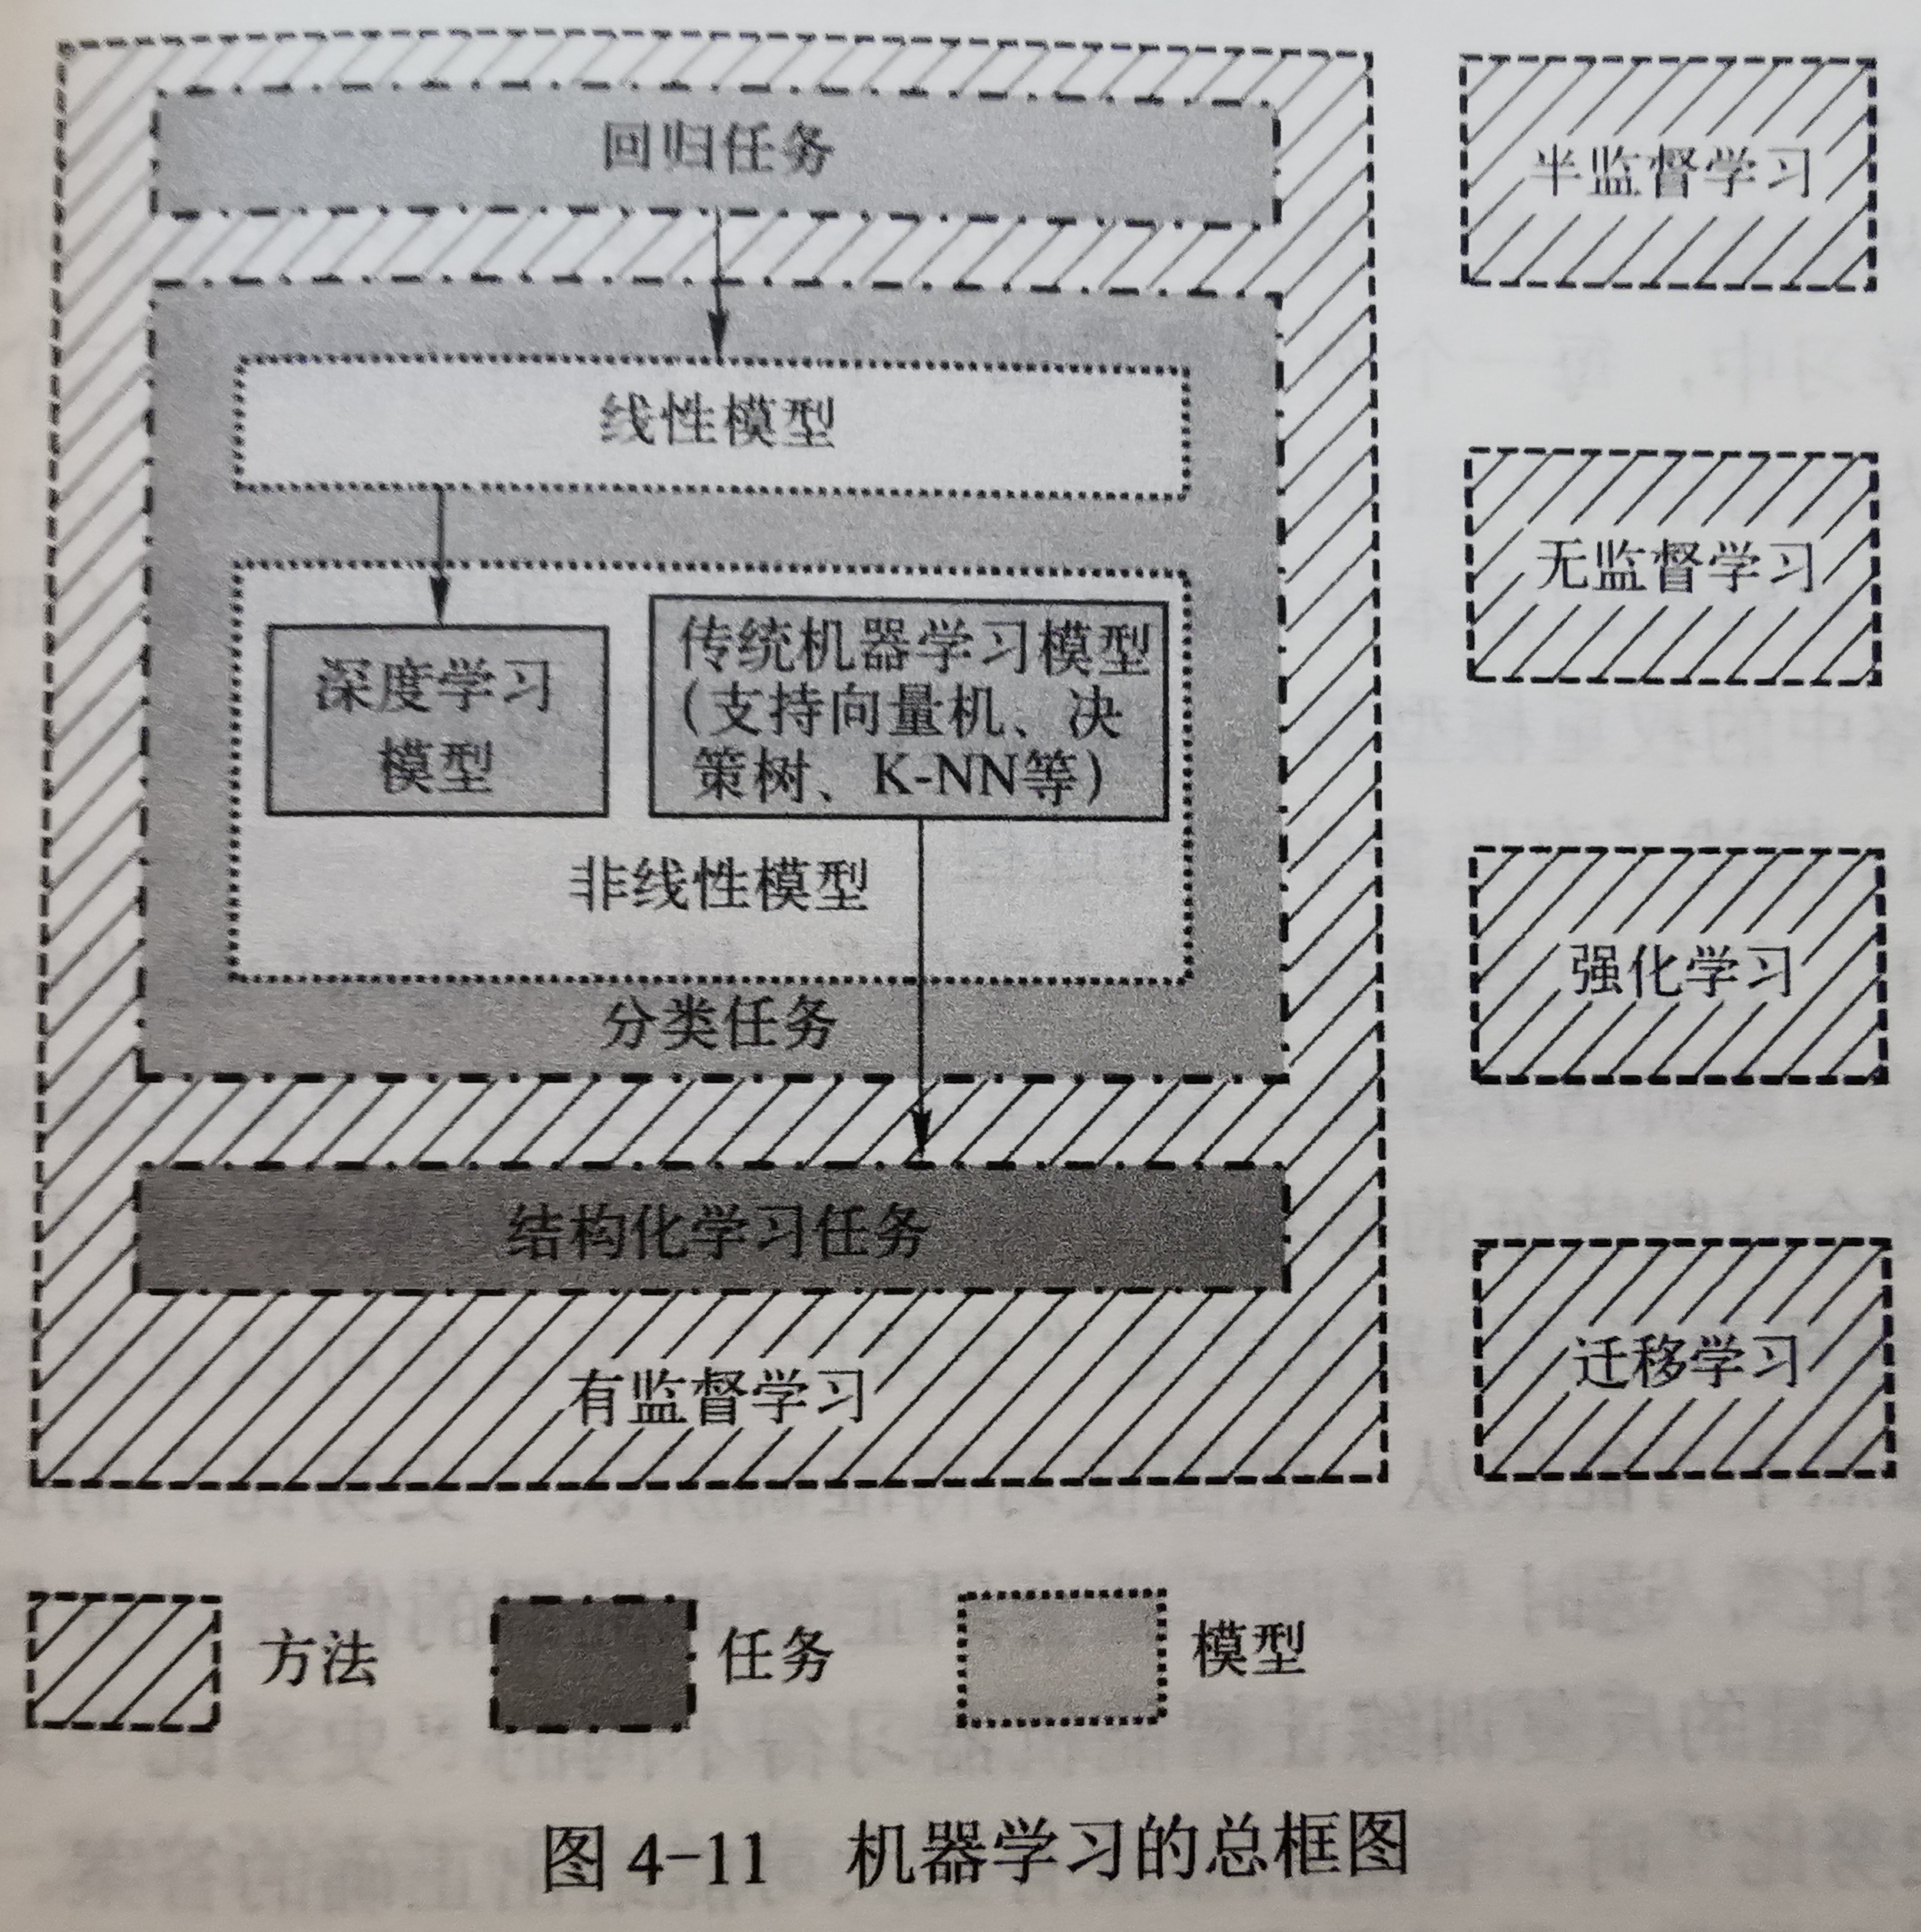 回归任务
线性模型
深度学习
模型
传统机器学习模型
(支持向量机、决
策树、K-NN等)
非线性模型
分类任务
结构化学习任务
有监督学习
半监督学习
无监督学习
强化学习
迁移学习
方法
任务
模型
图 4-11 机器学习的总框图